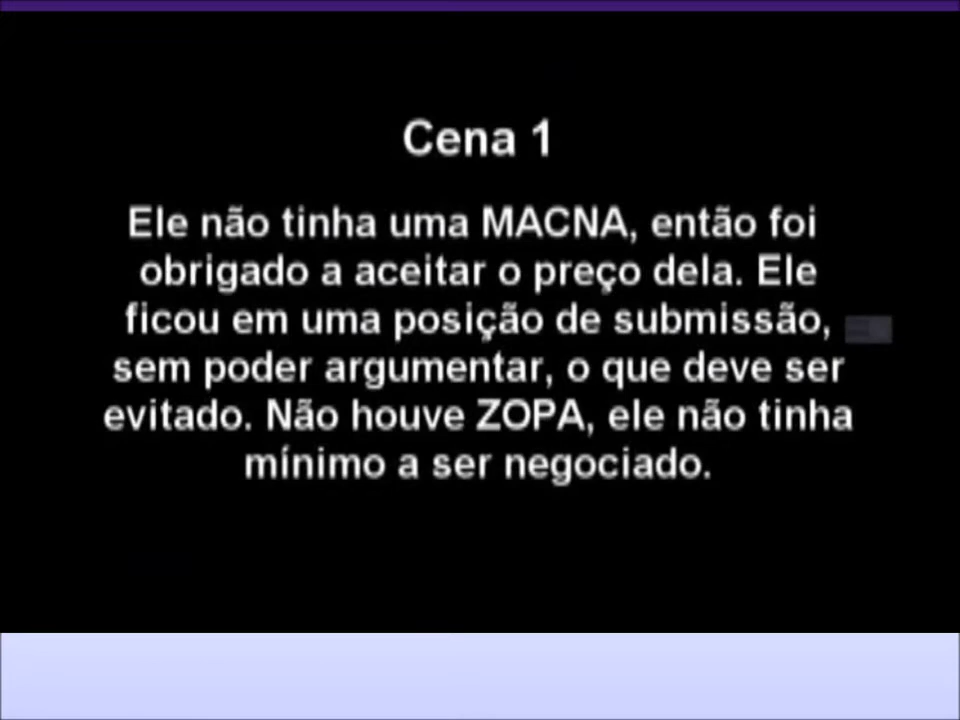 Cena 1
Ele não tinha uma MACNA, então foi
obrigado a aceitar o preço dela. Ele
ficou em uma posição de submissão,
sem poder argumentar, o que deve ser
evitado. Não houve ZOPA, ele não tinha
mínimo a ser negociado.